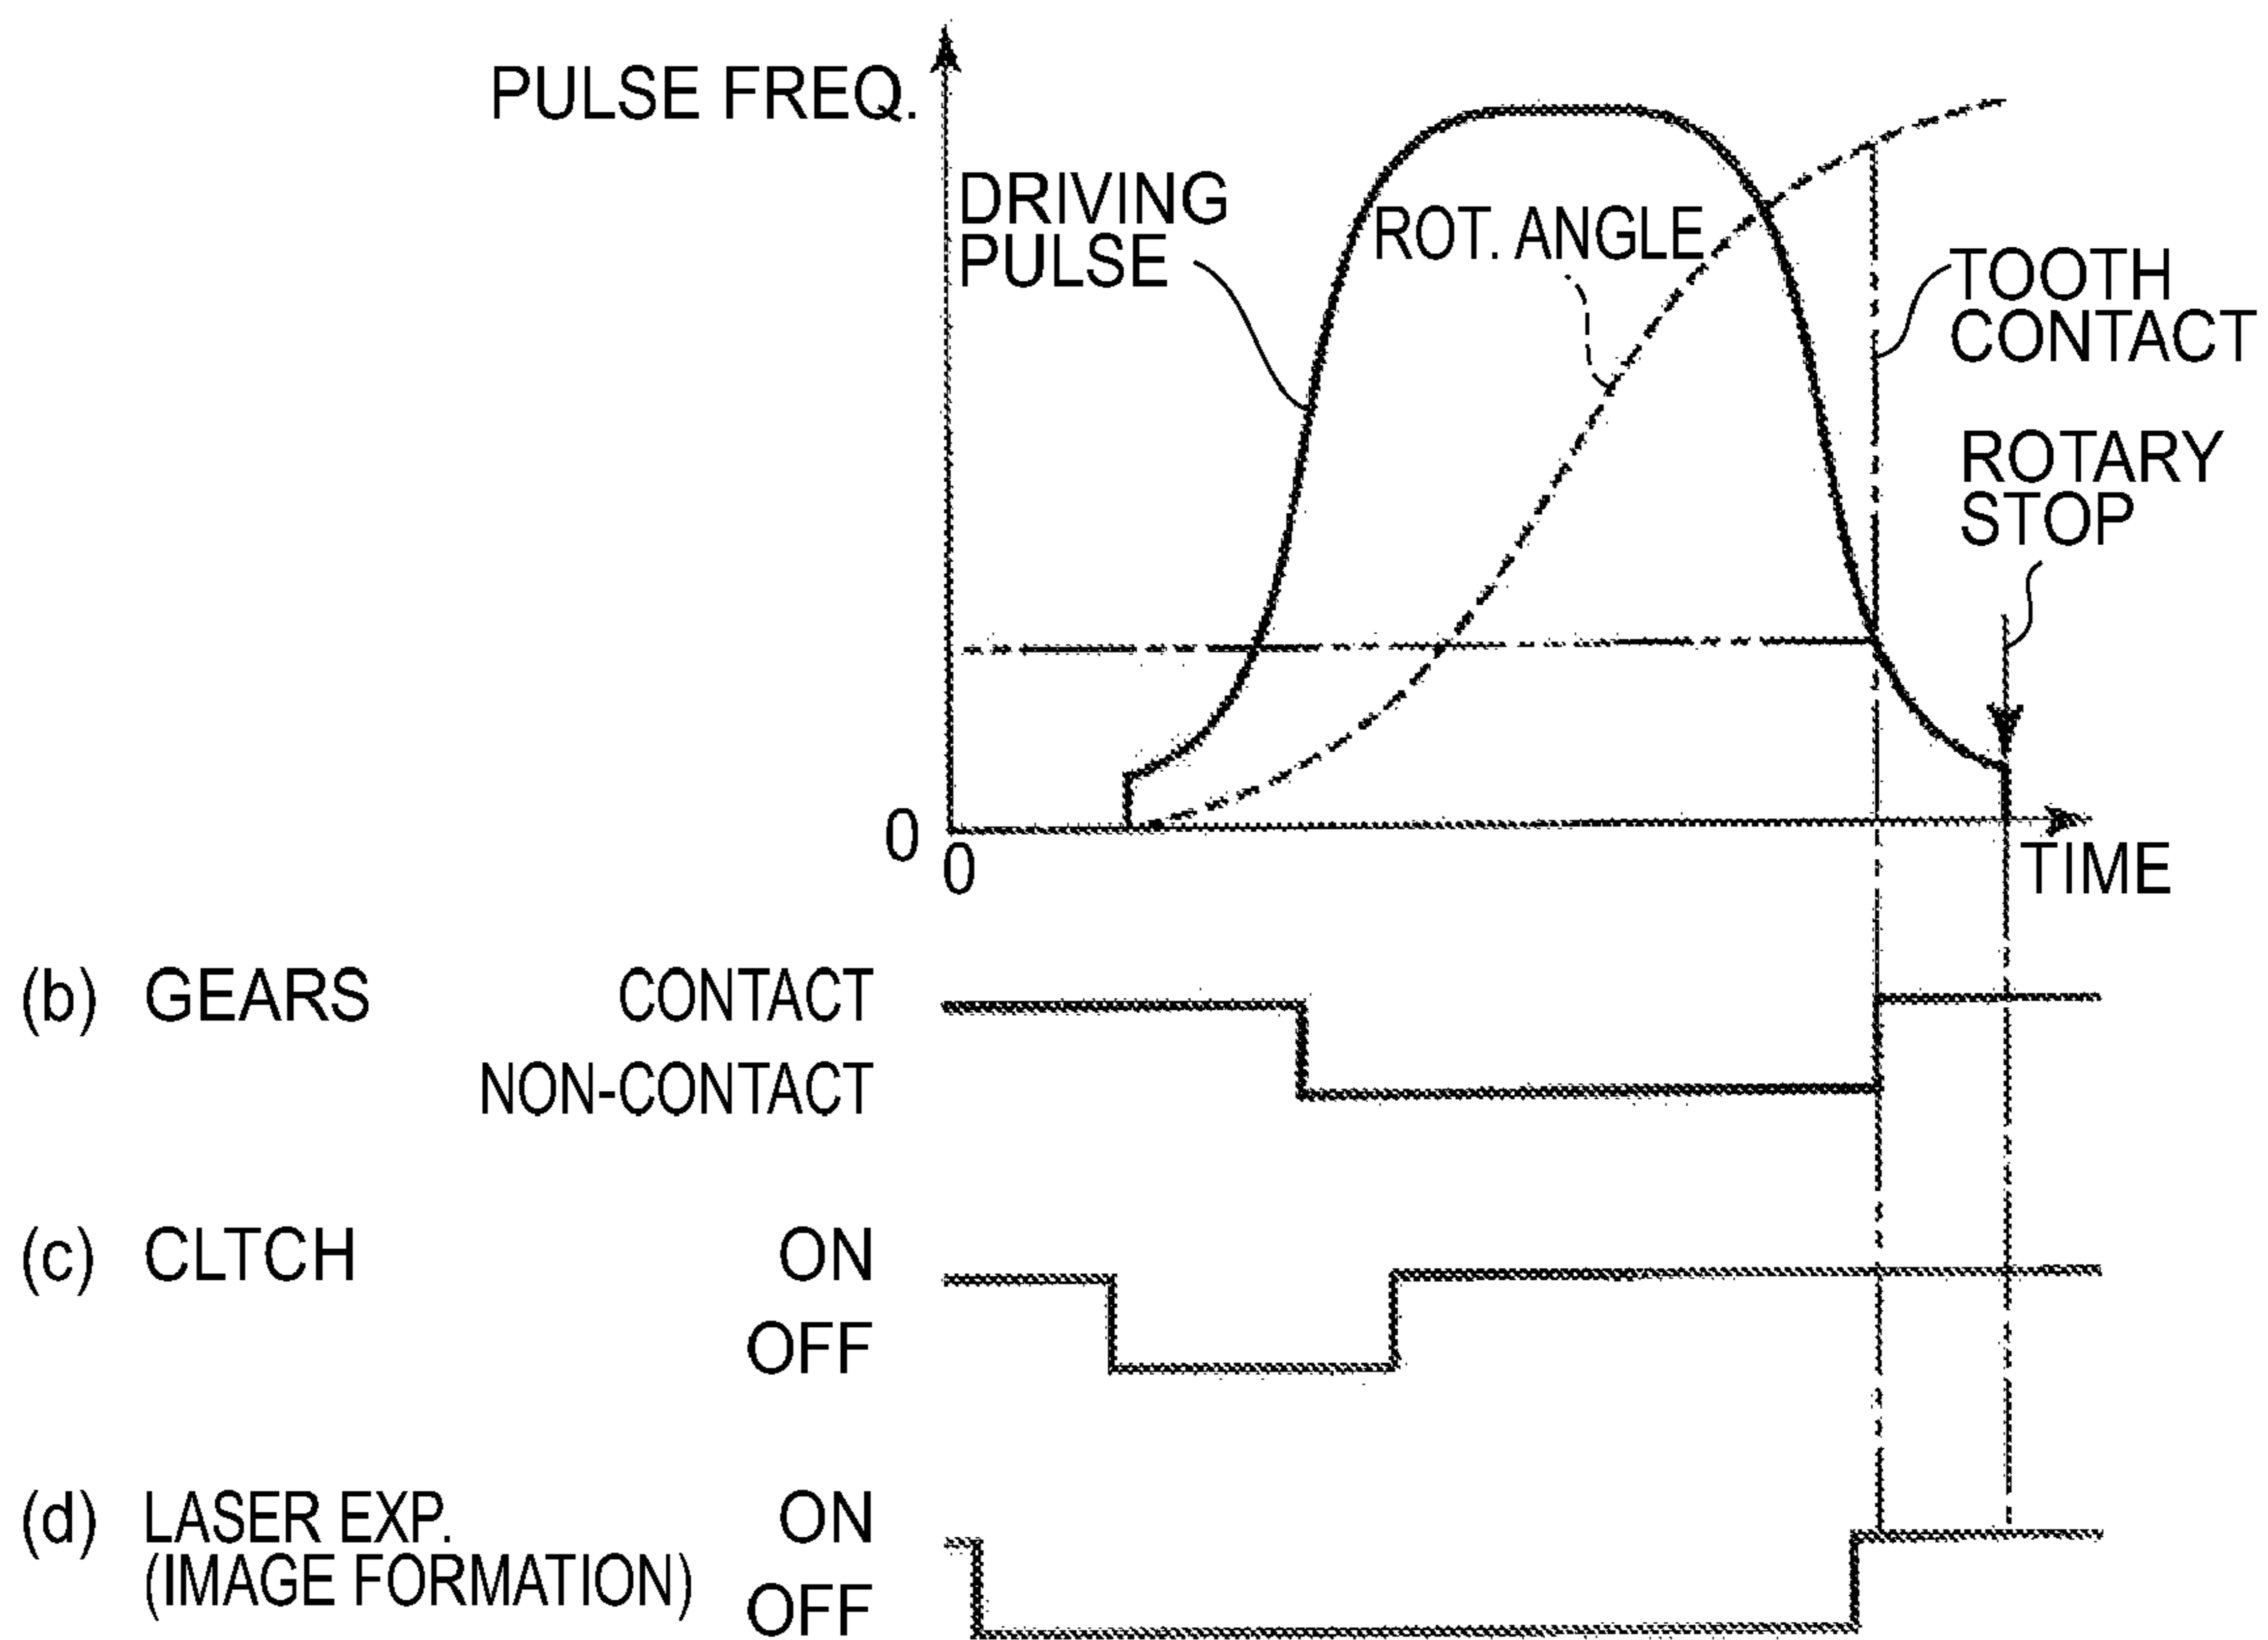 PULSE FREQ.
DRIVING
PULSE
ROT. ANGLE
TOOTH
CONTACT
ROTARY
STOP
0
0
TIME
(b) GEARS CONTACT
NON-CONTACT
(c) CLTCH ON
OFF
(d) LASER EXP. ON
(IMAGE FORMATION) OFF